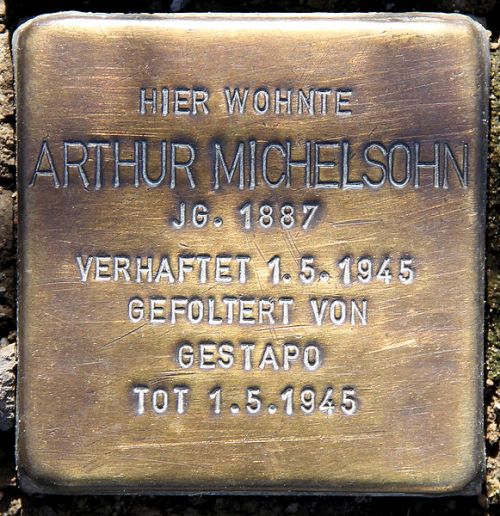 HIER WOHNTE
ARTHUR MICHELSOHN
JG. 1887
VERHAFTET 1.5.1945
GEFOLTERT VON
GESTAPO
TOT 1.5.1945